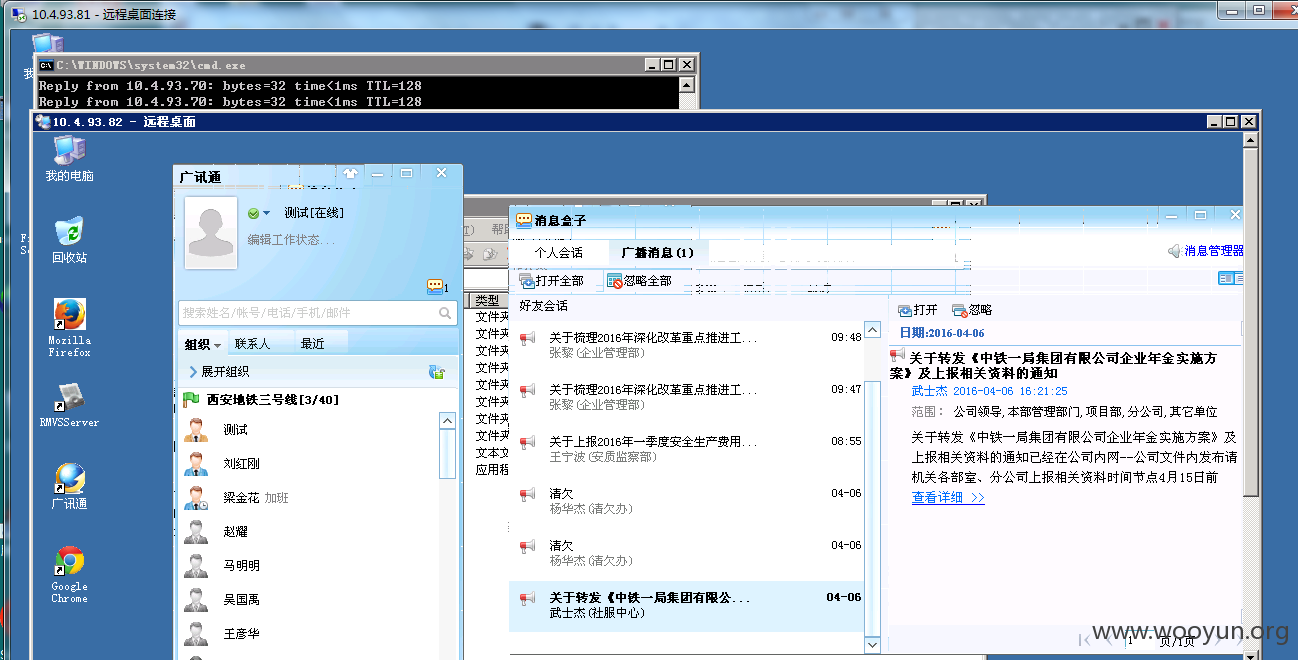 10.4.93.81 - 远程桌面连接
C:\WINDOWS\system32\cmd.exe
Reply from 10.4.93.70: bytes=32 time<1ms TTL=128
Reply from 10.4.93.70: bytes=32 time<1ms TTL=128
10.4.93.82 - 远程桌面
我的电脑
回收站
Mozilla
Firefox
RMVSServer
广讯通
Google
Chrome
广讯通
测试[在线]
编辑工作状态...
1
搜索姓名/帐号/电话/手机/邮件
组织 联系人 最近
展开组织
西安地铁三号线[3/40]
测试
刘红刚
梁金花 加班
赵耀
马明明
吴国禹
王彦华
类型
文件夹
文件夹
文件夹
文件夹
文件夹
文件夹
文件夹
文件夹
文本文
应用程
消息盒子
个人会话 广播消息(1) 消息管理器
打开全部 忽略全部
好友会话
关于梳理2016年深化改革重点推进工... 09:48
张黎(企业管理部)
关于梳理2016年深化改革重点推进工... 09:47
张黎(企业管理部)
关于上报2016年一季度安全生产费用... 08:55
王宁波(安质监察部)
清欠 04-06
杨华杰(清欠办)
清欠 04-06
杨华杰(清欠办)
关于转发《中铁一局集团有限公... 04-06
武士杰(社服中心)
打开 忽略
日期:2016-04-06
关于转发《中铁一局集团有限公司企业年金实施方
案》及上报相关资料的通知
武士杰 2016-04-06 16:21:25
范围： 公司领导,本部管理部门,项目部,分公司,其它单位
关于转发《中铁一局集团有限公司企业年金实施方案》及
上报相关资料的通知已经在公司内网--公司文件内发布请
机关各部室、分公司上报相关资料时间节点4月15日前
查看详细 >>
1 页/1页
www.wooyun.org